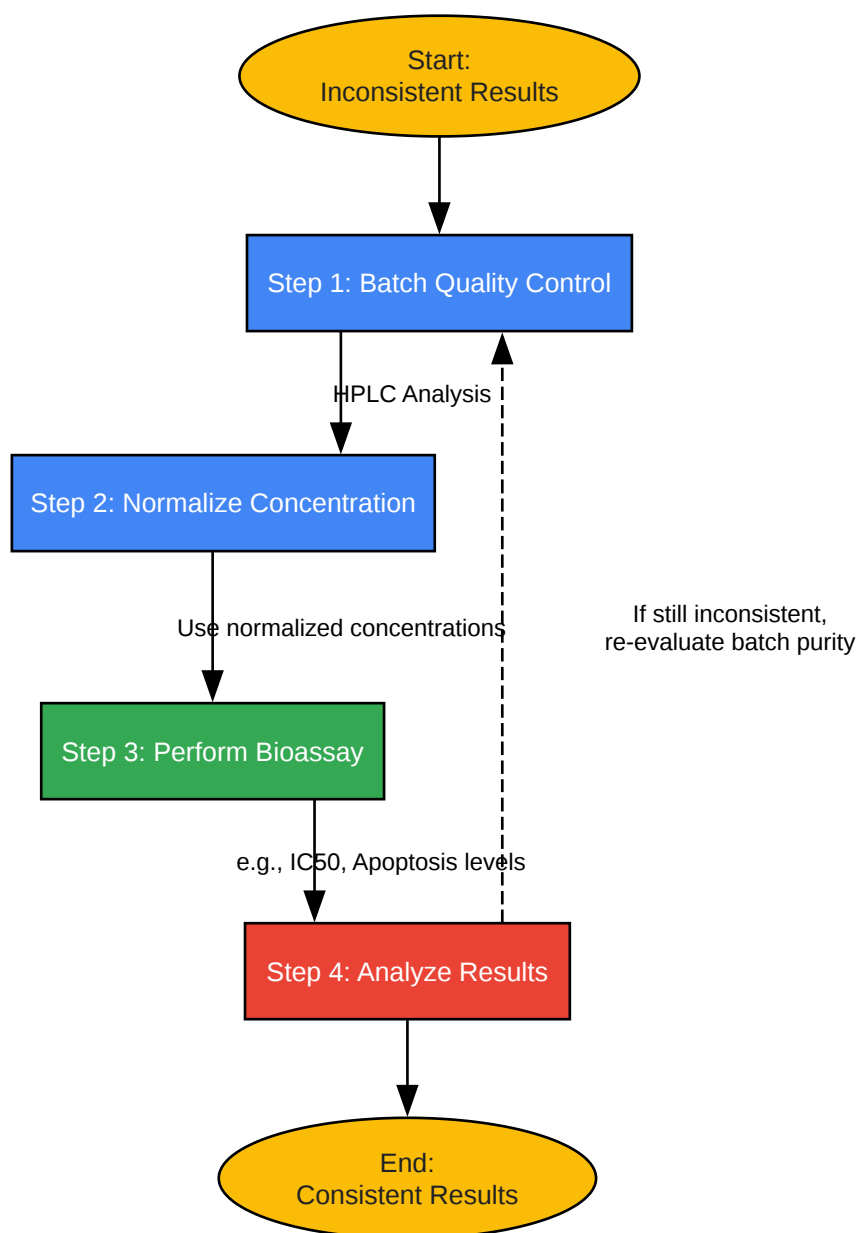 Start:
Inconsistent Results
Step 1: Batch Quality Control
HPLC Analysis
Step 2: Normalize Concentration
Use normalized concentrations
If still inconsistent,
re-evaluate batch purity
Step 3: Perform Bioassay
e.g., IC50, Apoptosis levels
Step 4: Analyze Results
End:
Consistent Results